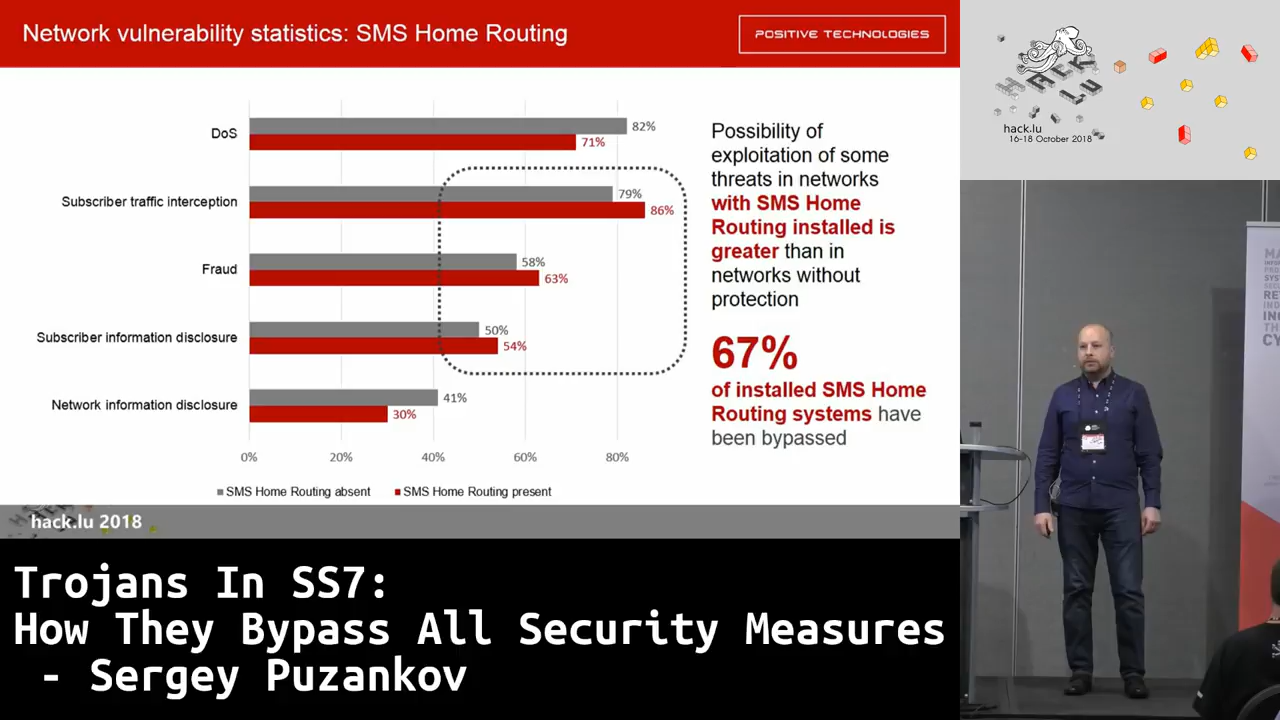 Network vulnerability statistics: SMS Home Routing
POSITIVE TECHNOLOGIES
DoS
82%
71%
Subscriber traffic interception
79%
86%
Fraud
58%
63%
Subscriber information disclosure
50%
54%
Network information disclosure
41%
30%
0%
20%
40%
60%
80%
SMS Home Routing absent
SMS Home Routing present
Possibility of
exploitation of some
threats in networks
with SMS Home
Routing installed is
greater than in
networks without
protection
67%
of installed SMS Home
Routing systems have
been bypassed
HACK
LU
hack.lu
16-18 October 2018
hack.lu 2018
Trojans In SS7:
How They Bypass All Security Measures
- Sergey Puzankov